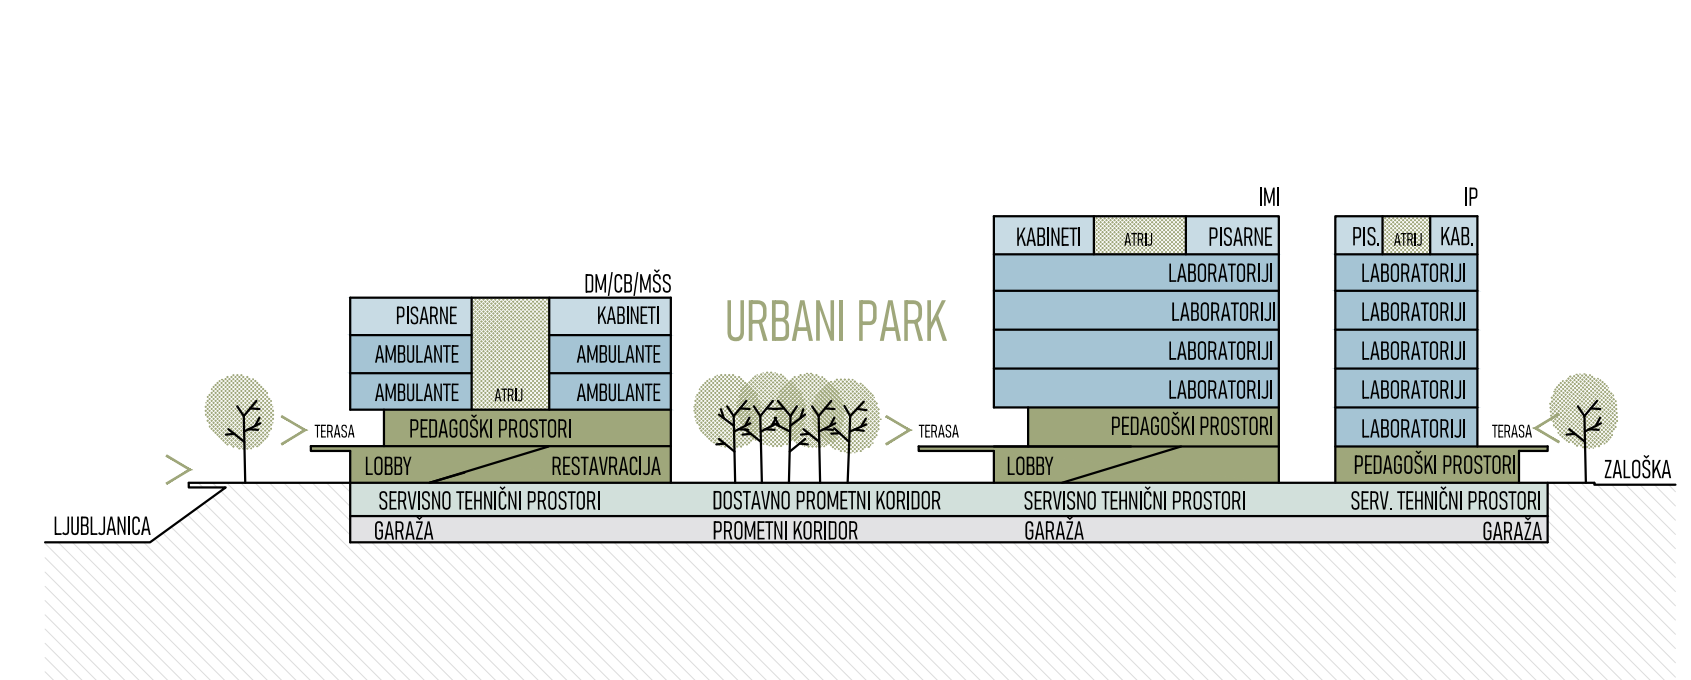 IMI
IP
KABINETI
ATRIJ
PISARNE
PIS.
ATRIJ
KAB.
LABORATORIJI
LABORATORIJI
DM/CB/MŠS
URBANI PARK
PISARNE
KABINETI
LABORATORIJI
LABORATORIJI
AMBULANTE
AMBULANTE
LABORATORIJI
LABORATORIJI
AMBULANTE
ATRIJ
AMBULANTE
LABORATORIJI
LABORATORIJI
TERASA
PEDAGOŠKI PROSTORI
TERASA
PEDAGOŠKI PROSTORI
LABORATORIJI
TERASA
LOBBY
RESTAVRACIJA
LOBBY
PEDAGOŠKI PROSTORI
ZALOŠKA
SERVISNO TEHNIČNI PROSTORI
DOSTAVNO PROMETNI KORIDOR
SERVISNO TEHNIČNI PROSTORI
SERV. TEHNIČNI PROSTORI
LJUBLJANICA
GARAŽA
PROMETNI KORIDOR
GARAŽA
GARAŽA